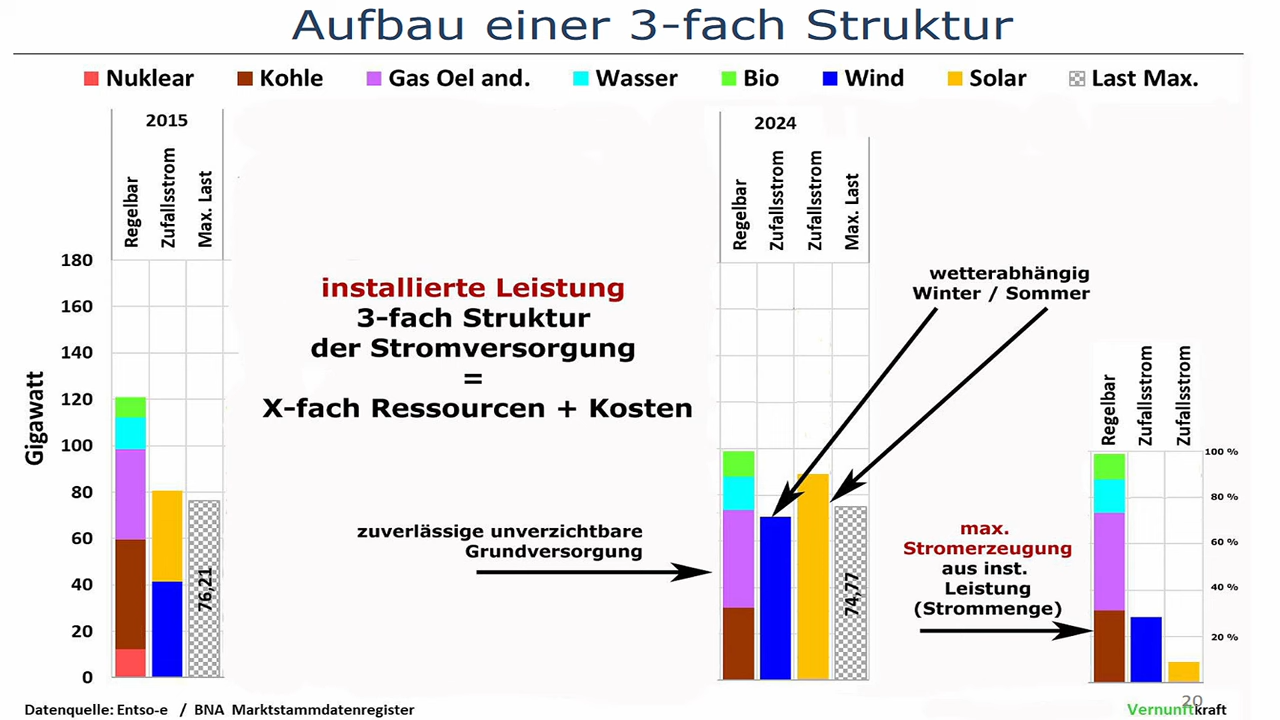 Aufbau einer 3-fach Struktur
Nuklear Kohle Gas Oel and. Wasser Bio Wind Solar Last Max.
2015
Regelbar
Zufallsstrom
Max. Last
2024
Regelbar
Zufallsstrom
Zufallsstrom
Max. Last
Gigawatt
180
160
140
120
100
80
60
40
20
0
76,21
installierte Leistung
3-fach Struktur
der Stromversorgung
=
X-fach Ressourcen + Kosten
zuverlässige unverzichtbare
Grundversorgung
74,77
wetterabhängig
Winter / Sommer
max.
Stromerzeugung
aus inst.
Leistung
(Strommenge)
Regelbar
Zufallsstrom
Zufallsstrom
100 %
80 %
60 %
40 %
20 %
Datenquelle: Entso-e / BNA Marktstammdatenregister
20
Vernunftkraft